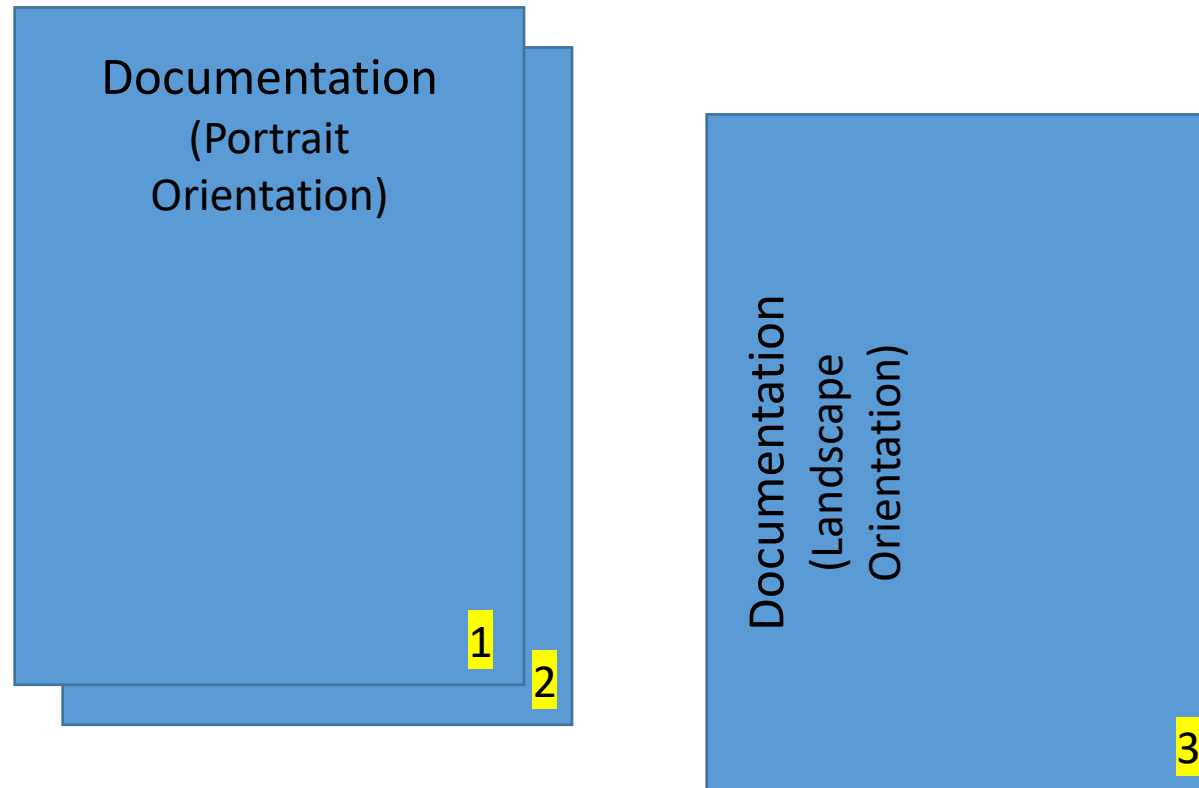 Documentation
(Portrait
Orientation)
1
2
Documentation
(Landscape
Orientation)
3